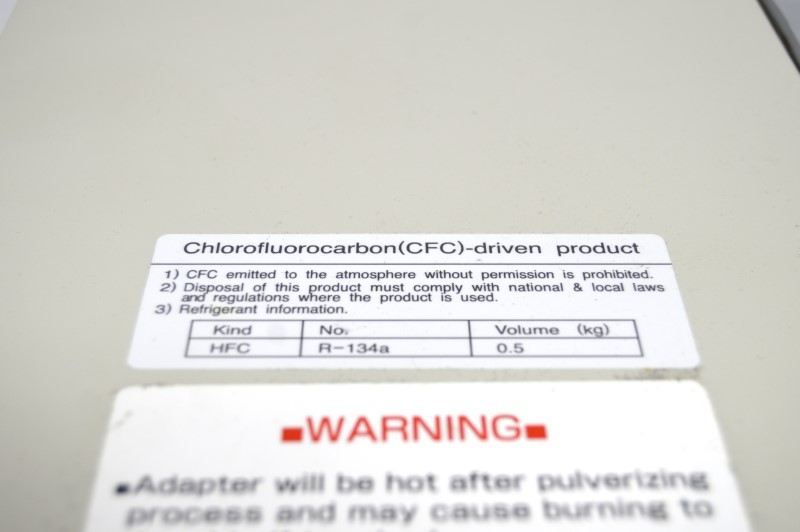 Chlorofluorocarbon(CFC)-driven product
1) CFC emitted to the atmosphere without permission is prohibited.
2) Disposal of this product must comply with national & local laws
and regulations where the product is used.
3) Refrigerant information.
Kind No. Volume (kg)
HFC R-134a 0.5
■WARNING■
■Adapter will be hot after pulverizing
process and may cause burning to